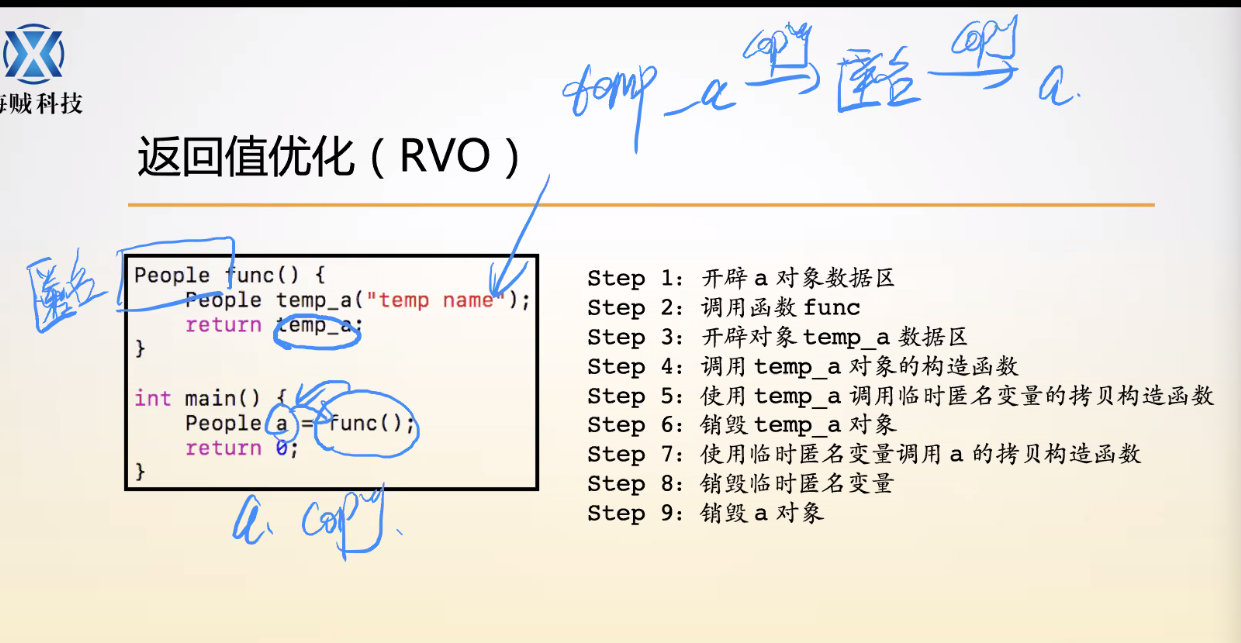 temp_a copy 匿名 copy a.
贼科技
返回值优化（RVO）
匿名
People func() {
People temp_a("temp name");
return temp_a;
}
int main() {
People a = func();
return 0;
}
a. copy.
Step 1：开辟 a 对象数据区
Step 2：调用函数 func
Step 3：开辟对象 temp_a 数据区
Step 4：调用 temp_a 对象的构造函数
Step 5：使用 temp_a 调用临时匿名变量的拷贝构造函数
Step 6：销毁 temp_a 对象
Step 7：使用临时匿名变量调用 a 的拷贝构造函数
Step 8：销毁临时匿名变量
Step 9：销毁 a 对象